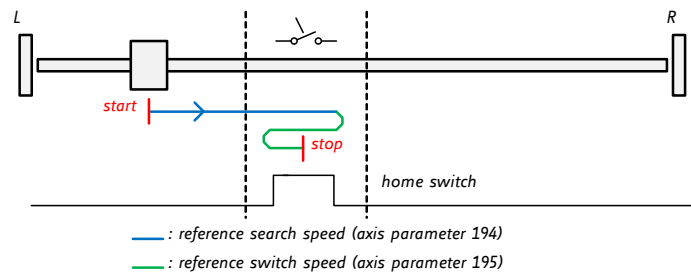 L R
start
stop
home switch
: reference search speed (axis parameter 194)
: reference switch speed (axis parameter 195)